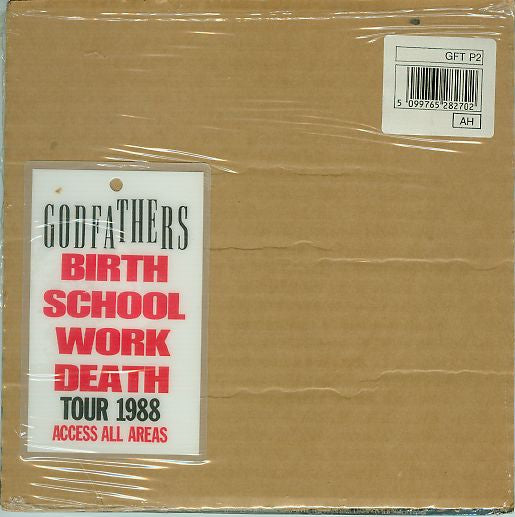 GFT P2
5 099765 282702
AH
GODFATHERS
BIRTH
SCHOOL
WORK
DEATH
TOUR 1988
ACCESS ALL AREAS